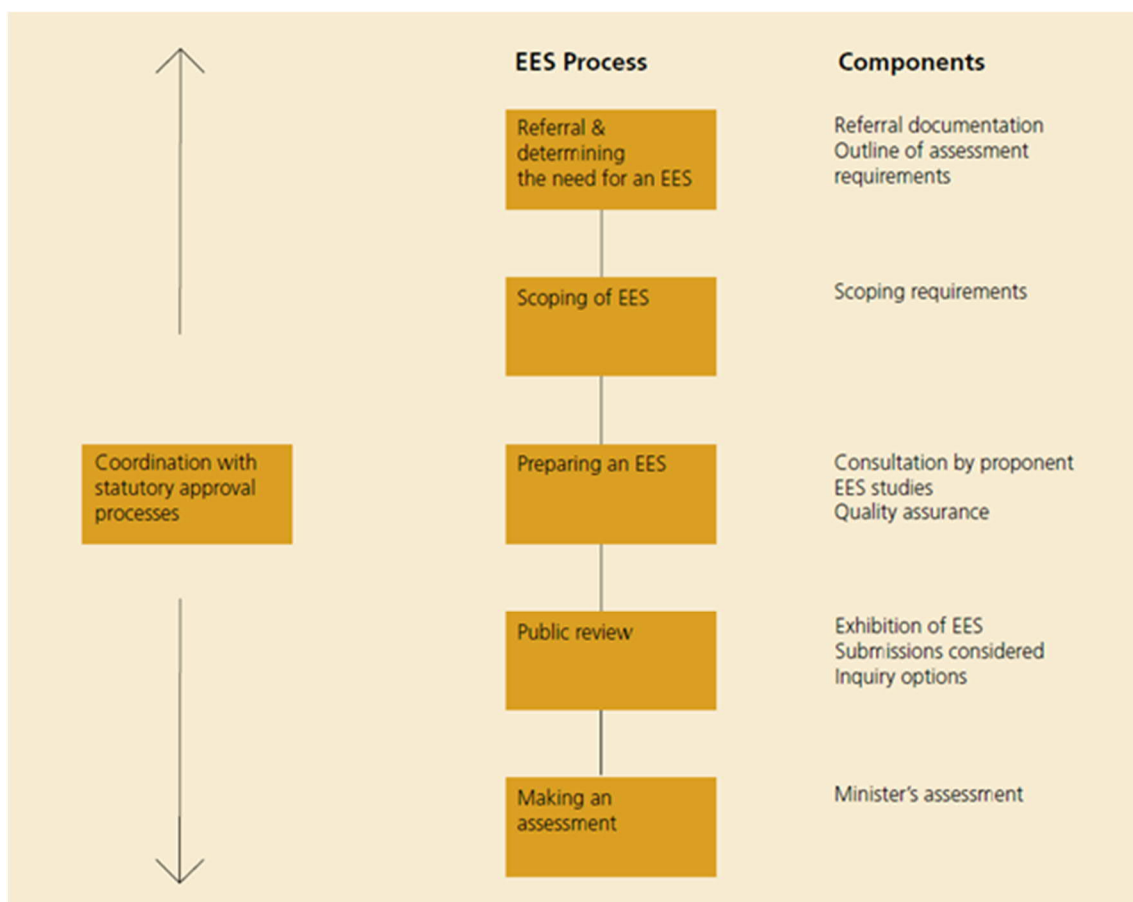 EES Process
Components
Referral &
determining
the need for an EES
Referral documentation
Outline of assessment
requirements
Scoping of EES
Scoping requirements
Coordination with
statutory approval
processes
Preparing an EES
Consultation by proponent
EES studies
Quality assurance
Public review
Exhibition of EES
Submissions considered
Inquiry options
Making an
assessment
Minister's assessment